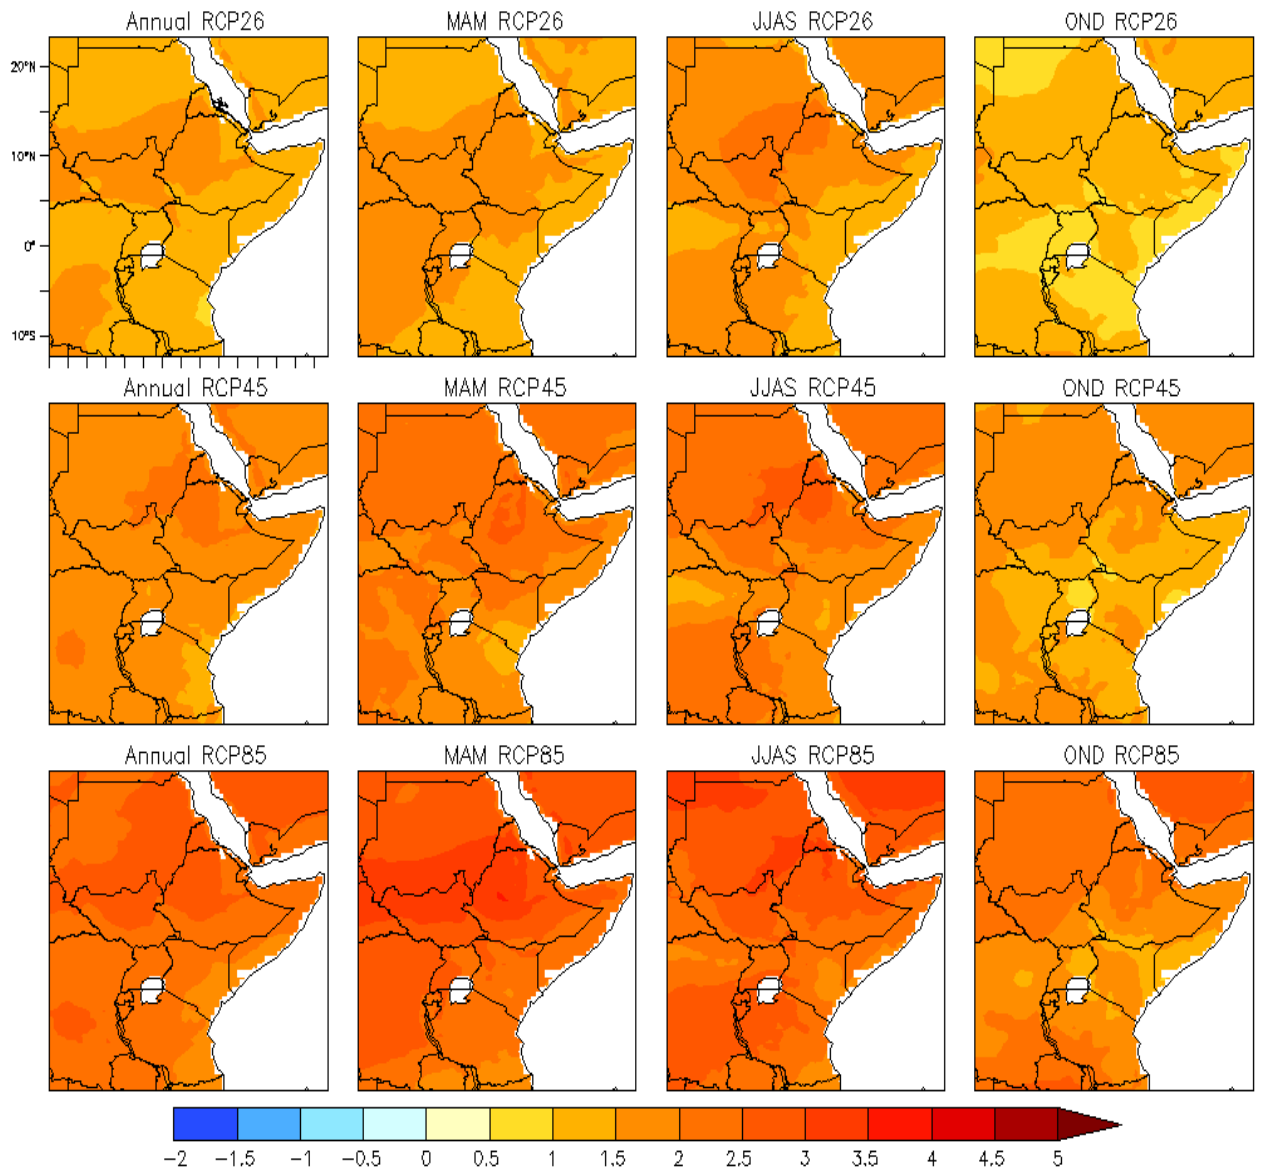 Annual RCP26 MAM RCP26 JJAS RCP26 OND RCP26
20°N
10°N
0°
10°S
Annual RCP45 MAM RCP45 JJAS RCP45 OND RCP45
Annual RCP85 MAM RCP85 JJAS RCP85 OND RCP85
-2 -1.5 -1 -0.5 0 0.5 1 1.5 2 2.5 3 3.5 4 4.5 5